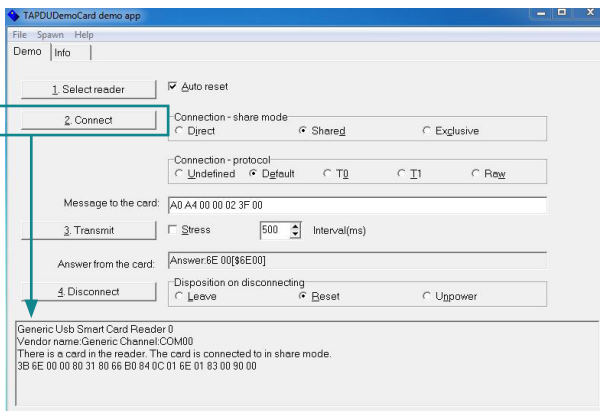 TAPDUDemoCard demo app
File Spawn Help
Demo Info
1. Select reader Auto reset
2. Connect
Connection - share mode
Direct Shared Exclusive
Connection - protocol
Undefined Default T0 T1 Raw
Message to the card: A0 A4 00 00 02 3F 00
3. Transmit Stress 500 Interval(ms)
Answer from the card: Answer:6E 00[$6E00]
4. Disconnect
Disposition on disconnecting
Leave Reset Unpower
Generic Usb Smart Card Reader 0
Vendor name:Generic Channel:COM00
There is a card in the reader. The card is connected to in share mode.
3B 6E 00 00 80 31 80 66 B0 84 0C 01 6E 01 83 00 90 00